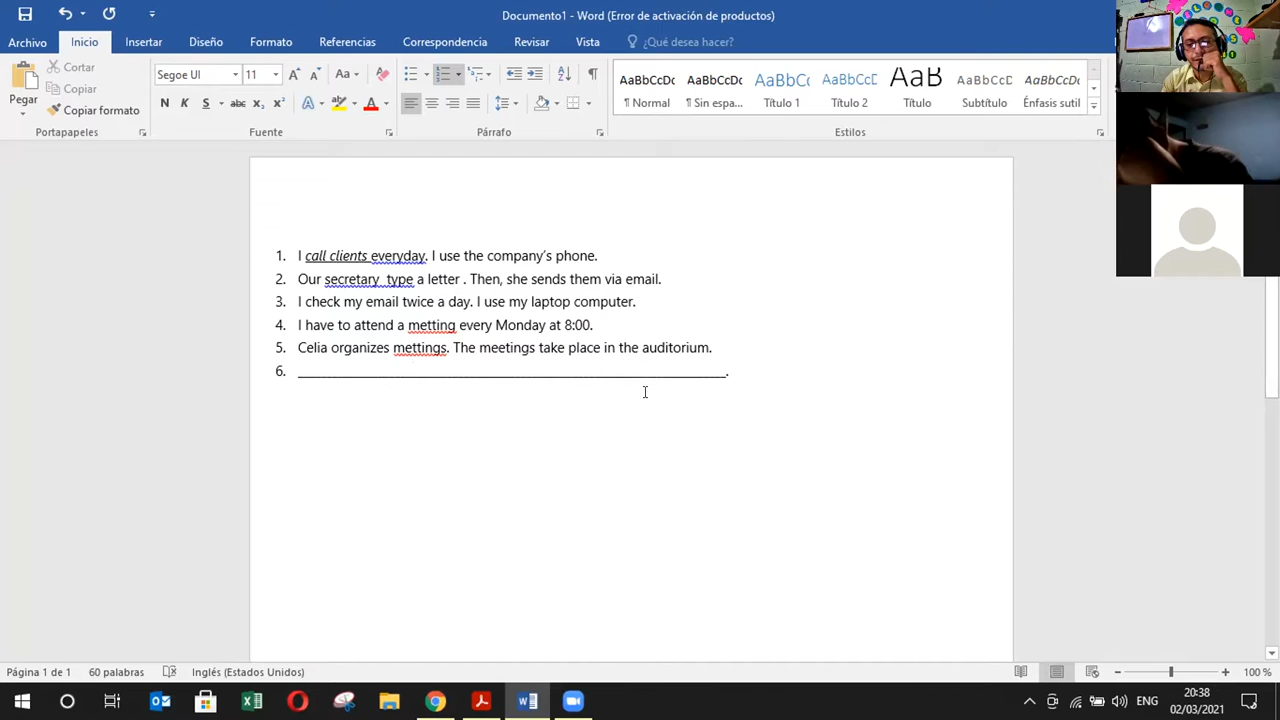 Documento1 - Word (Error de activación de productos)
Archivo Inicio Insertar Diseño Formato Referencias Correspondencia Revisar Vista ¿Qué desea hacer?
Cortar
Copiar
Copiar formato
Pegar
Segoe UI 11
N K S abc x₂ x²
AaBbCcDc AaBbCcDc AaBbCcD AaBbCcD AaB AaBbCcD AaBbCcDc
¶ Normal ¶ Sin espa... Título 1 Título 2 Título Subtítulo Énfasis sutil
Portapapeles Fuente Párrafo Estilos
1. I call clients everyday. I use the company's phone.
2. Our secretary type a letter . Then, she sends them via email.
3. I check my email twice a day. I use my laptop computer.
4. I have to attend a metting every Monday at 8:00.
5. Celia organizes mettings. The meetings take place in the auditorium.
6. ______________________________________________.
Página 1 de 1 60 palabras Inglés (Estados Unidos) 100 %
ENG
20:38
02/03/2021